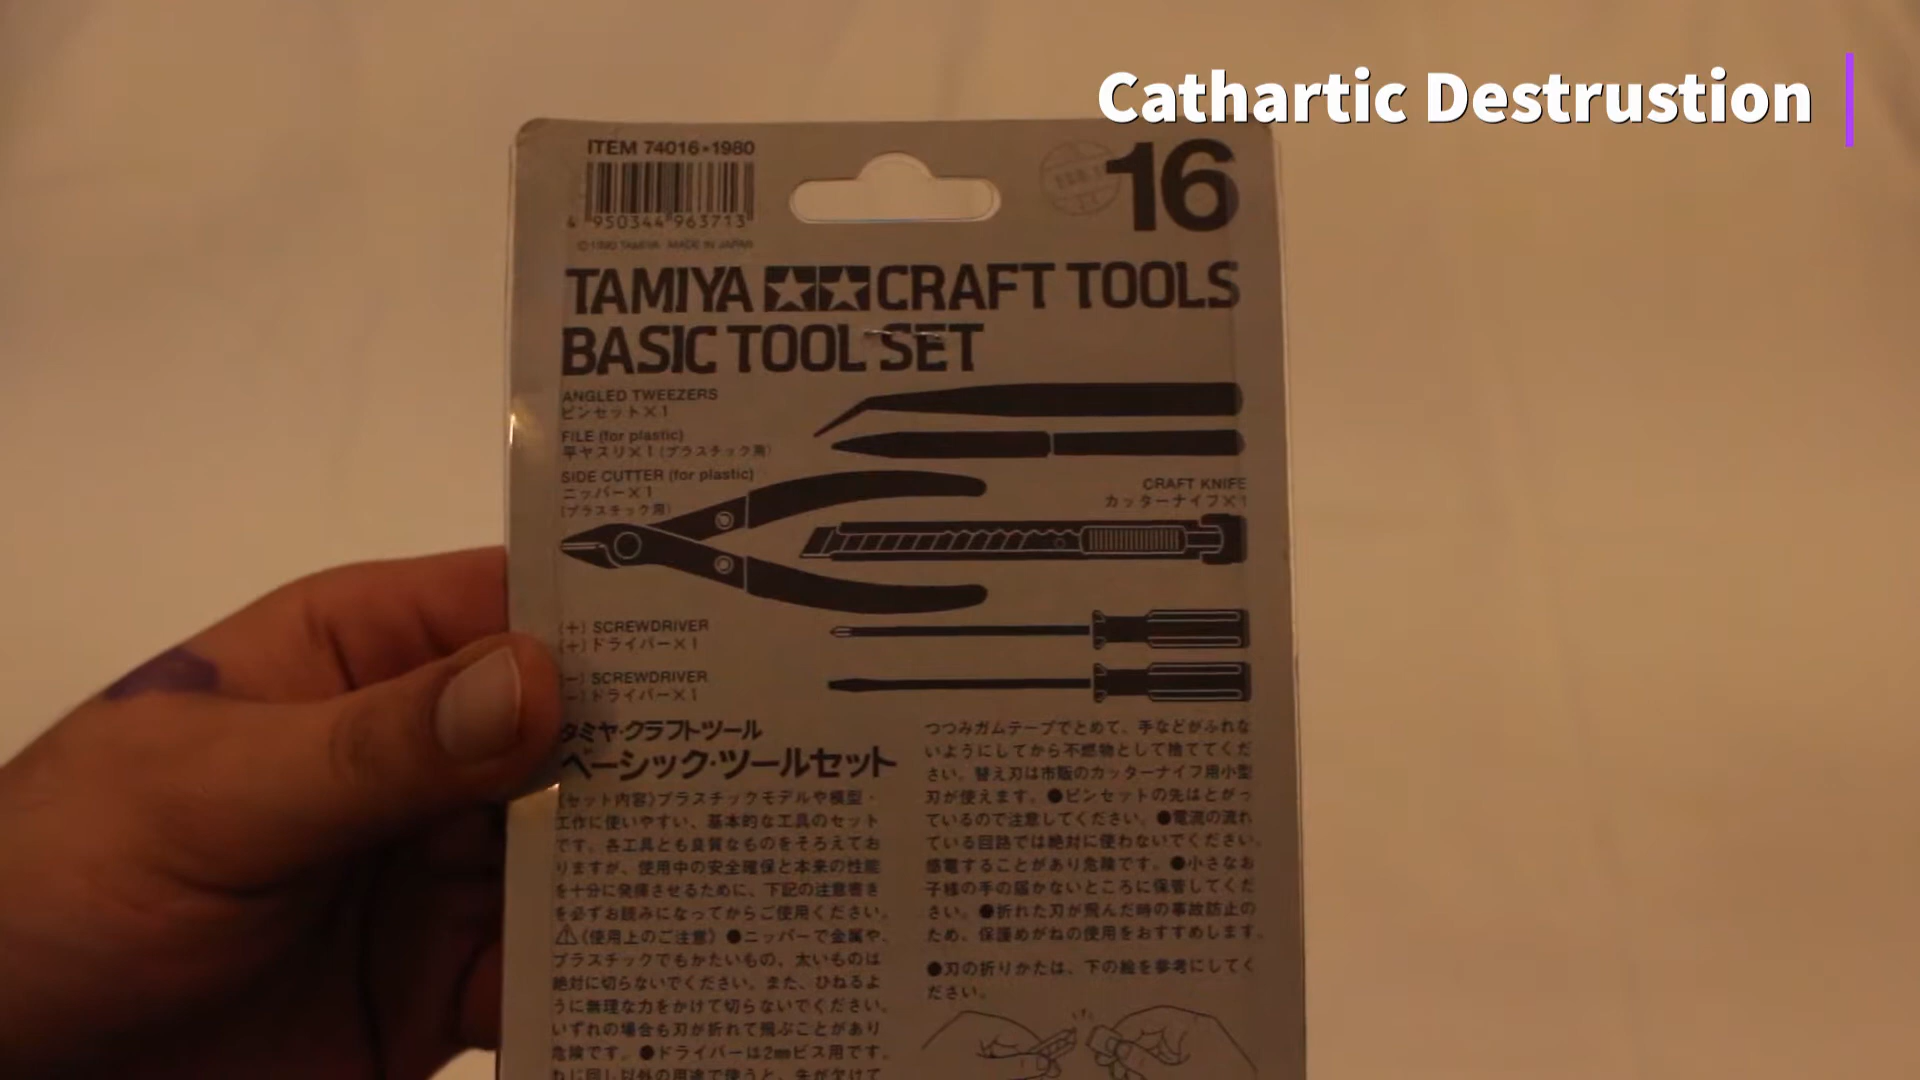 Cathartic Destrustion
ITEM 74016•1980
16
4 950344 963713
©1990 TAMIYA MADE IN JAPAN
TAMIYA CRAFT TOOLS
BASIC TOOL SET
ANGLED TWEEZERS
ピンセット×1
FILE (for plastic)
平ヤスリ×1(プラスチック用)
SIDE CUTTER (for plastic)
ニッパー×1
(プラスチック用)
CRAFT KNIFE
カッターナイフ×1
(+) SCREWDRIVER
(+)ドライバー×1
(−) SCREWDRIVER
(−)ドライバー×1
タミヤ・クラフトツール
ベーシック・ツールセット
《セット内容》プラスチックモデルや模型・
工作に使いやすい、基本的な工具のセット
です。各工具とも良質なものをそろえてお
りますが、使用中の安全確保と本来の性能
を十分に発揮させるために、下記の注意書き
を必ずお読みになってからご使用ください。
⚠(使用上のご注意) ●ニッパーで金属や、
プラスチックでもかたいもの、太いものは
絶対に切らないでください。また、ひねるよ
うに無理な力をかけて切らないでください。
いずれの場合も刃が折れて飛ぶことがあり
危険です。●ドライバーは2mmビス用です。
ねじ回し以外の用途で使うと、先が欠けて
つつみガムテープでとめて、手などがふれな
いようにしてから不燃物として捨ててくだ
さい。替え刃は市販のカッターナイフ用小型
刃が使えます。●ピンセットの先はとがっ
ているので注意してください。●電流の流れ
ている回路では絶対に使わないでください。
感電することがあり危険です。●小さなお
子様の手の届かないところに保管してくだ
さい。●折れた刃が飛んだ時の事故防止の
ため、保護めがねの使用をおすすめします。
●刃の折りかたは、下の絵を参考にしてく
ださい。